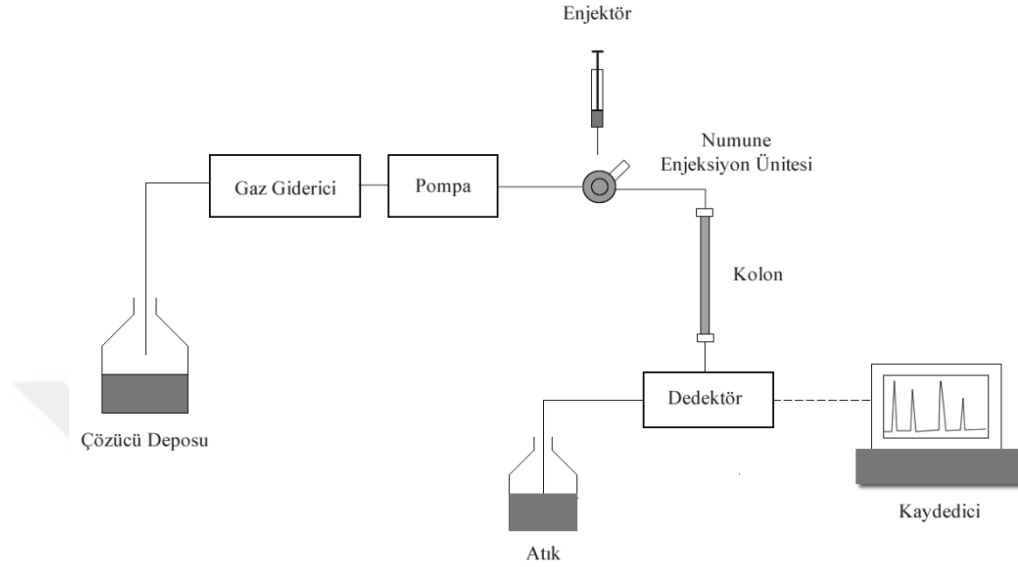 Enjektör
Numune
Enjeksiyon Ünitesi
Gaz Giderici
Pompa
Kolon
Dedektör
Çözücü Deposu
Kaydedici
Atık